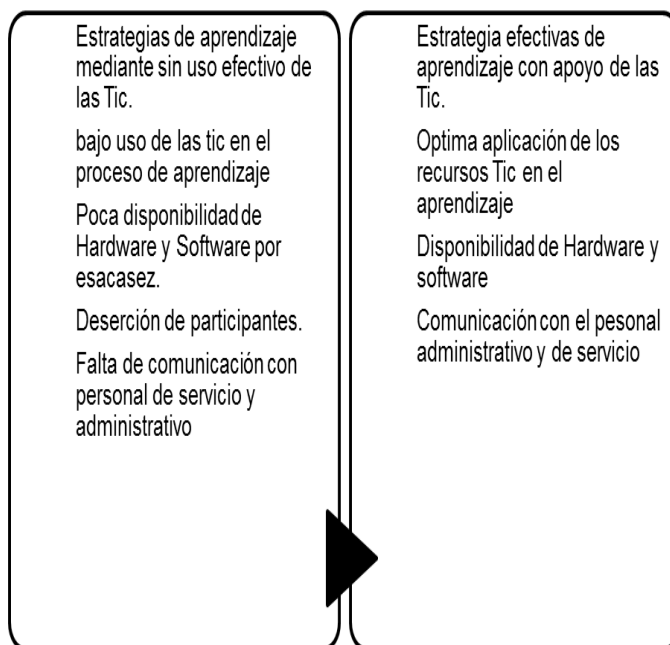 Estrategias de aprendizaje
mediante sin uso efectivo de
las Tic.
bajo uso de las tic en el
proceso de aprendizaje
Poca disponibilidad de
Hardware y Software por
esacasez.
Deserción de participantes.
Falta de comunicación con
personal de servicio y
administrativo
Estrategia efectivas de
aprendizaje con apoyo de las
Tic.
Optima aplicación de los
recursos Tic en el
aprendizaje
Disponibilidad de Hardware y
software
Comunicación con el pesonal
administrativo y de servicio